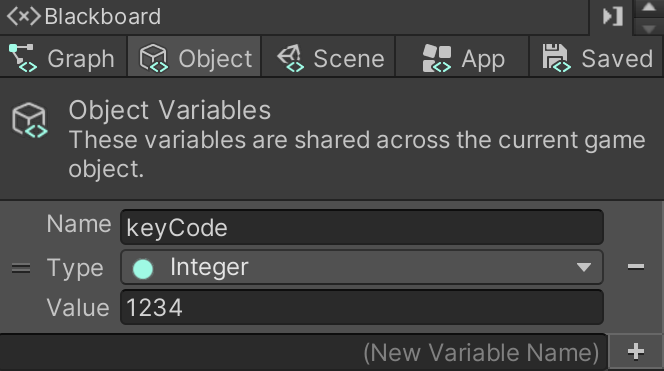 <x> Blackboard
Graph Object Scene App Saved
Object Variables
These variables are shared across the current game
object.
Name keyCode
Type Integer
Value 1234
(New Variable Name) +